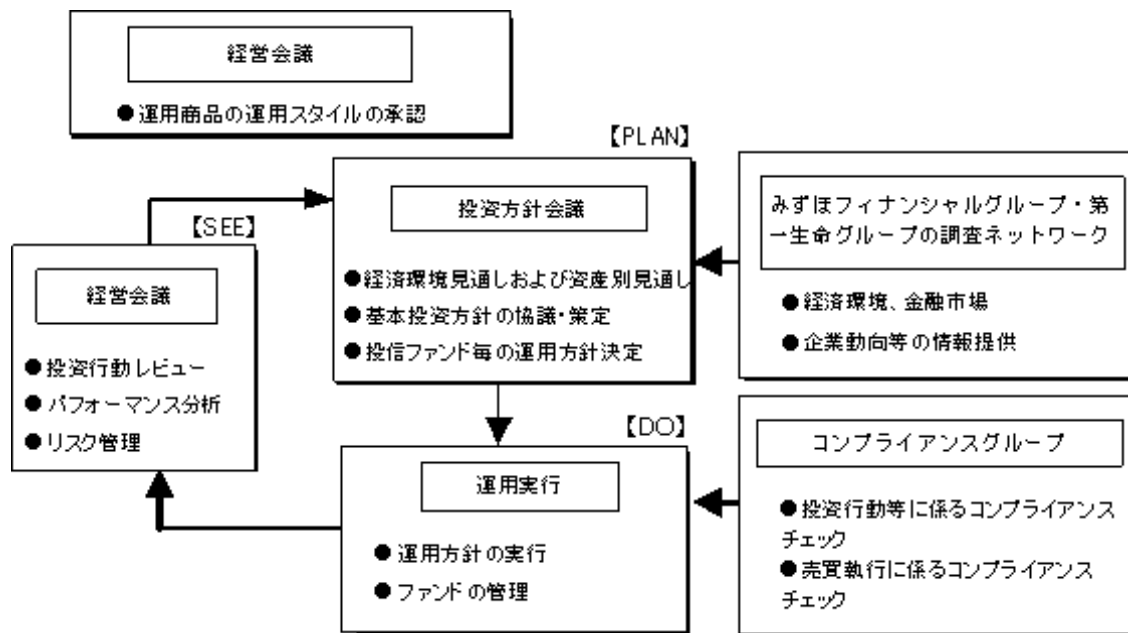 経営会議
●運用商品の運用スタイルの承認
【PLAN】
投資方針会議
●経済環境見通しおよび資産別見通し
●基本投資方針の協議・策定
●投信ファンド毎の運用方針決定
みずほフィナンシャルグループ・第
一生命グループの調査ネットワーク
●経済環境、金融市場
●企業動向等の情報提供
【SEE】
経営会議
●投資行動レビュー
●パフォーマンス分析
●リスク管理
【DO】
運用実行
●運用方針の実行
●ファンドの管理
コンプライアンスグループ
●投資行動等に係るコンプライアンス
チェック
●売買執行に係るコンプライアンス
チェック